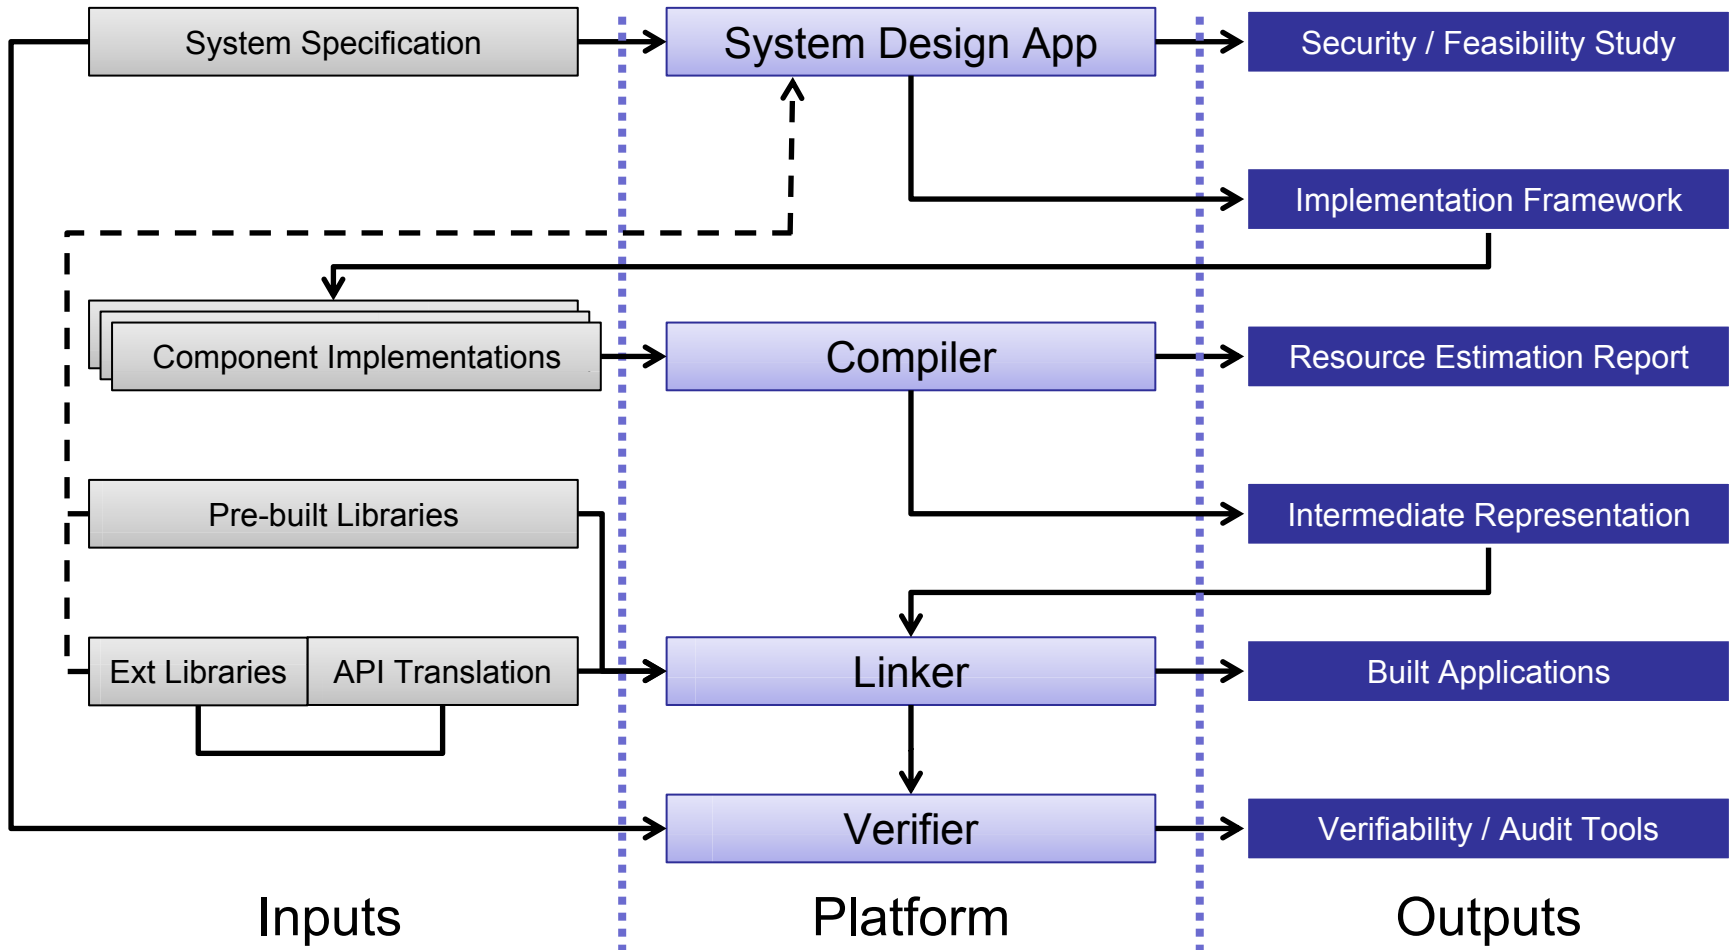 System Specification
System Design App
Security / Feasibility Study
Implementation Framework
Component Implementations
Compiler
Resource Estimation Report
Pre-built Libraries
Intermediate Representation
Ext Libraries
API Translation
Linker
Built Applications
Verifier
Verifiability / Audit Tools
Inputs
Platform
Outputs